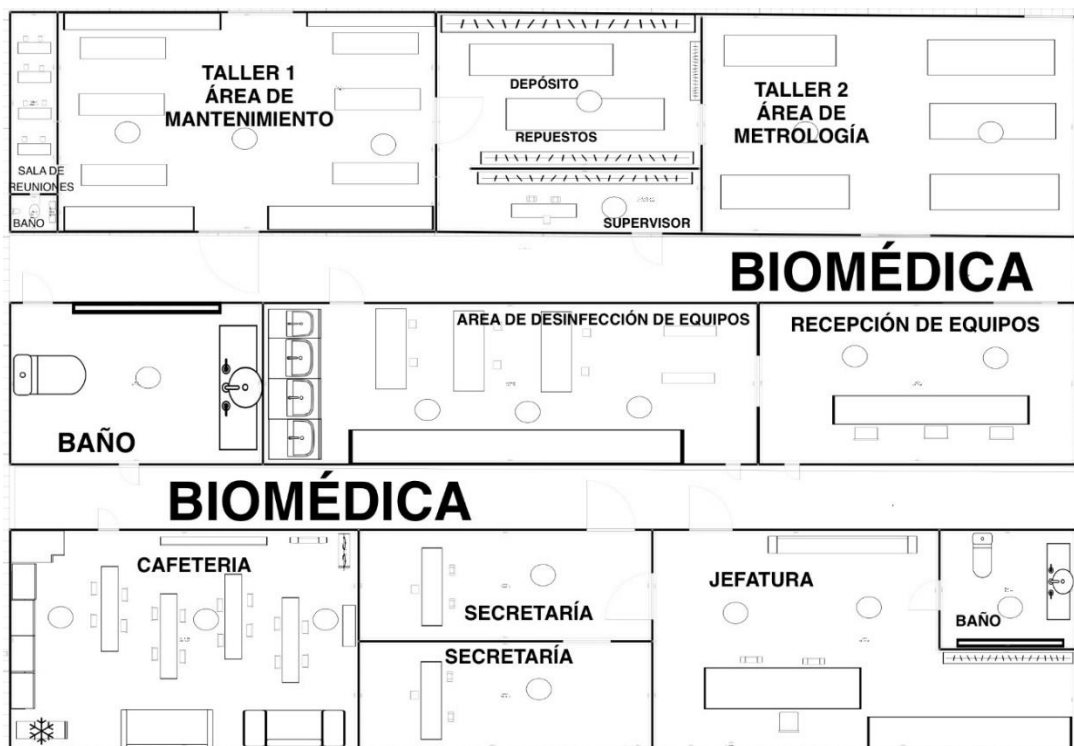 TALLER 1
ÁREA DE
MANTENIMIENTO
DEPÓSITO
REPUESTOS
TALLER 2
ÁREA DE
METROLOGÍA
SALA DE
REUNIONES
BAÑO
SUPERVISOR
BIOMÉDICA
AREA DE DESINFECCIÓN DE EQUIPOS
RECEPCIÓN DE EQUIPOS
BAÑO
BIOMÉDICA
CAFETERIA
SECRETARÍA
JEFATURA
BAÑO
SECRETARÍA